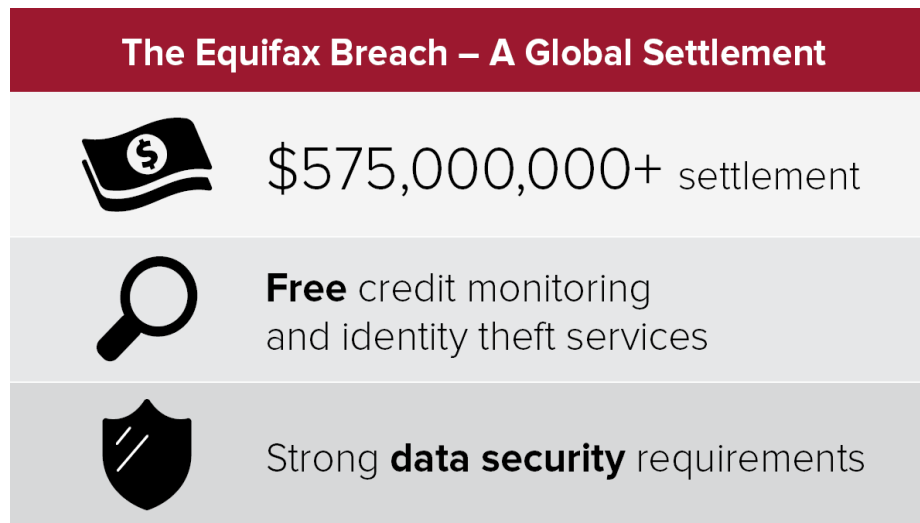 The Equifax Breach – A Global Settlement
$
$575,000,000+ settlement
Free credit monitoring
and identity theft services
Strong data security requirements